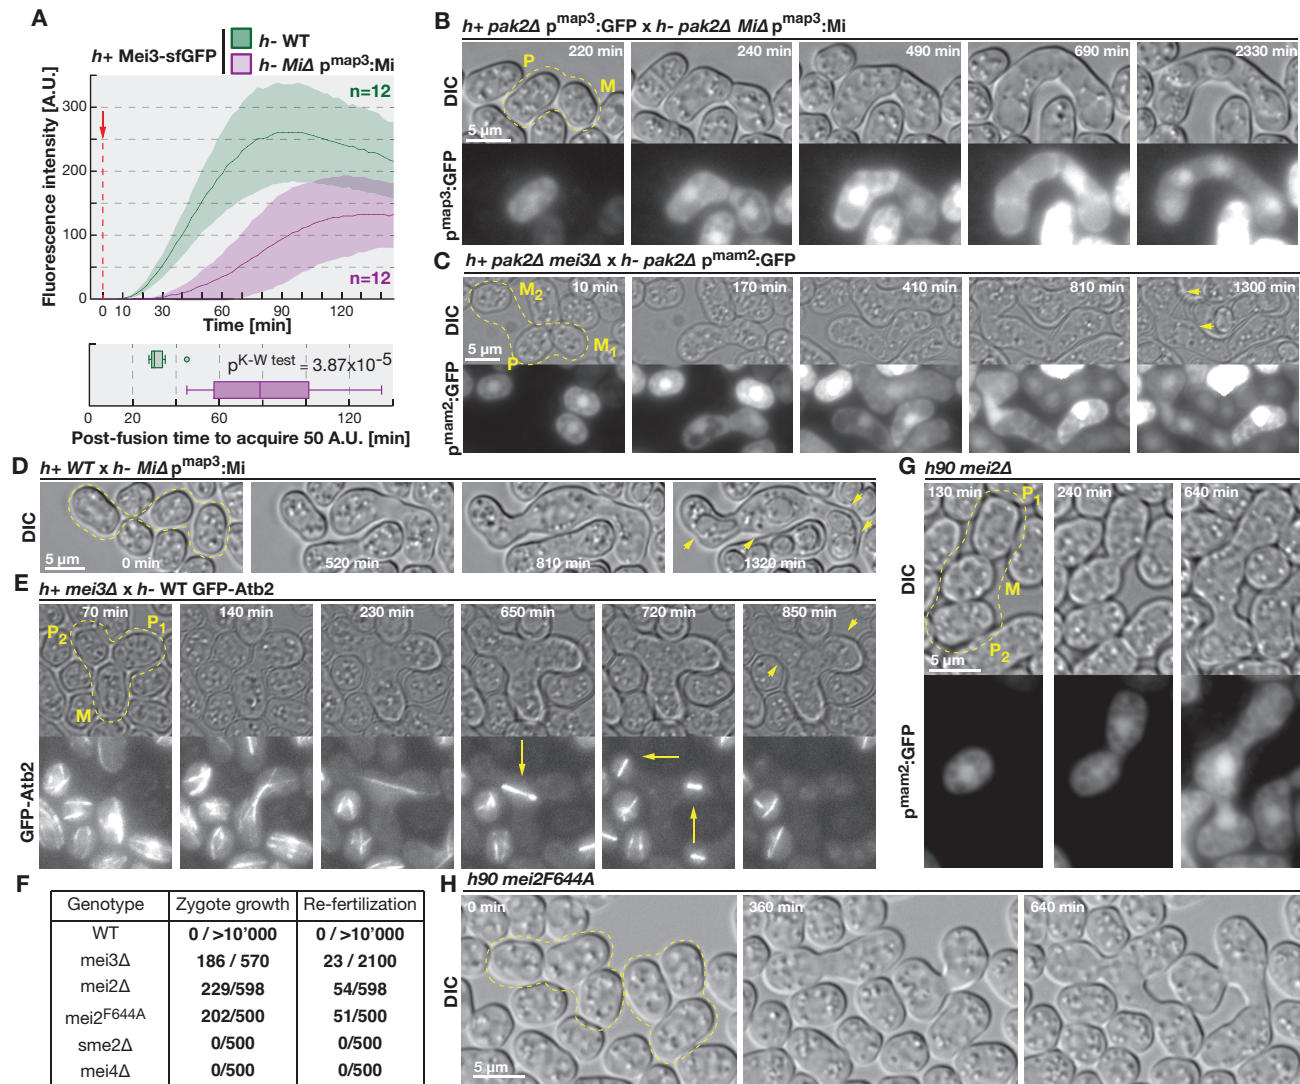 A
h+ Mei3-sfGFP
h- WT
h- MiΔ pmap3:Mi
n=12
n=12
Fluorescence intensity [A.U.]
300
200
100
0
0 10 30 60 90 120
Time [min]
pK-W test = 3.87x10-5
0 20 60 120
Post-fusion time to acquire 50 A.U. [min]
B
h+ pak2Δ pmap3:GFP x h- pak2Δ MiΔ pmap3:Mi
220 min 240 min 490 min 690 min 2330 min
P
M
DIC
5 µm
pmap3:GFP
C
h+ pak2Δ mei3Δ x h- pak2Δ pmam2:GFP
10 min 170 min 410 min 810 min 1300 min
M2
M1
P
DIC
5 µm
pmam2:GFP
D
h+ WT x h- MiΔ pmap3:Mi
DIC
5 µm
0 min 520 min 810 min 1320 min
E
h+ mei3Δ x h- WT GFP-Atb2
70 min 140 min 230 min 650 min 720 min 850 min
P2
P1
M
DIC
5 µm
GFP-Atb2
F
Genotype Zygote growth Re-fertilization
WT 0 / >10'000 0 / >10'000
mei3Δ 186 / 570 23 / 2100
mei2Δ 229/598 54/598
mei2F644A 202/500 51/500
sme2Δ 0/500 0/500
mei4Δ 0/500 0/500
G
h90 mei2Δ
130 min 240 min 640 min
P1
M
P2
DIC
5 µm
pmam2:GFP
H
h90 mei2F644A
0 min 360 min 640 min
DIC
5 µm